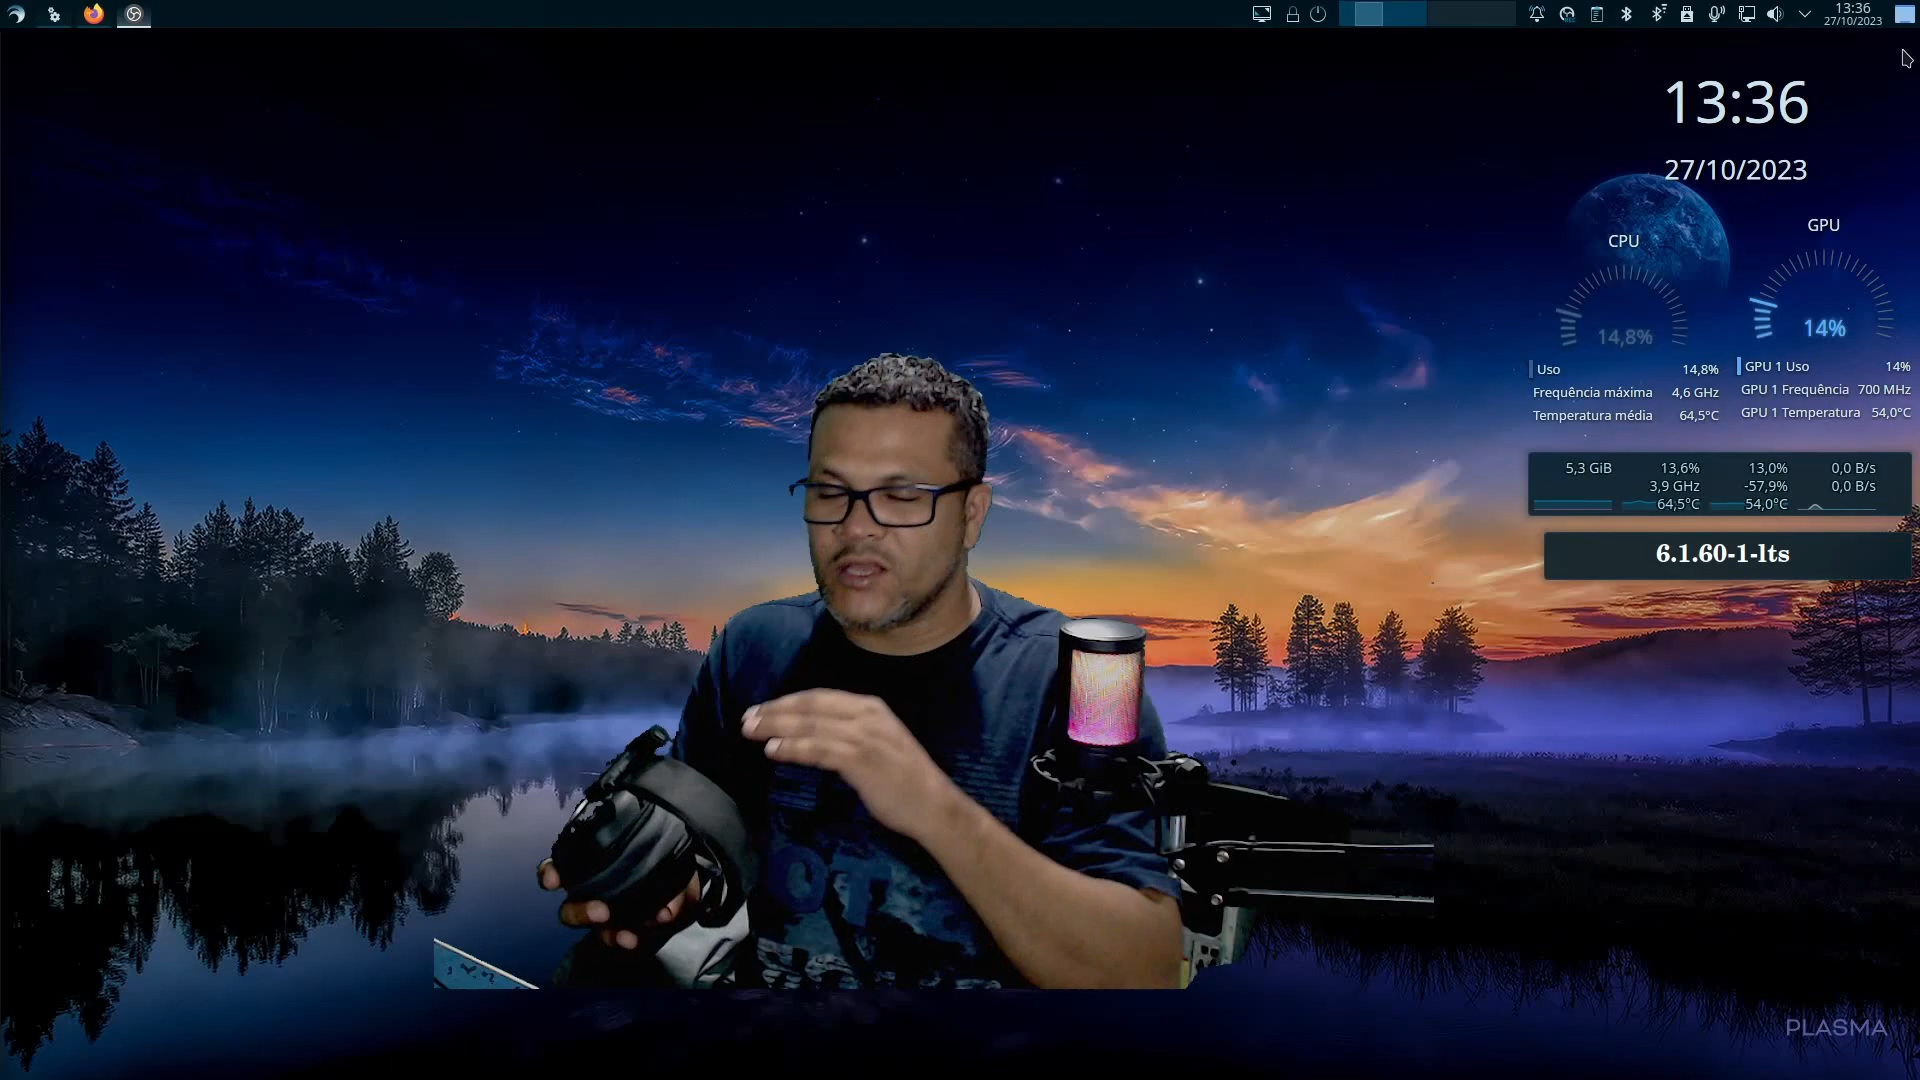 13:36
27/10/2023
13:36
27/10/2023
CPU
14,8%
Uso 14,8%
Frequência máxima 4,6 GHz
Temperatura média 64,5°C
GPU
14%
GPU 1 Uso 14%
GPU 1 Frequência 700 MHz
GPU 1 Temperatura 54,0°C
5,3 GiB 13,6% 13,0% 0,0 B/s
3,9 GHz -57,9% 0,0 B/s
64,5°C 54,0°C
6.1.60-1-lts
PLASMA